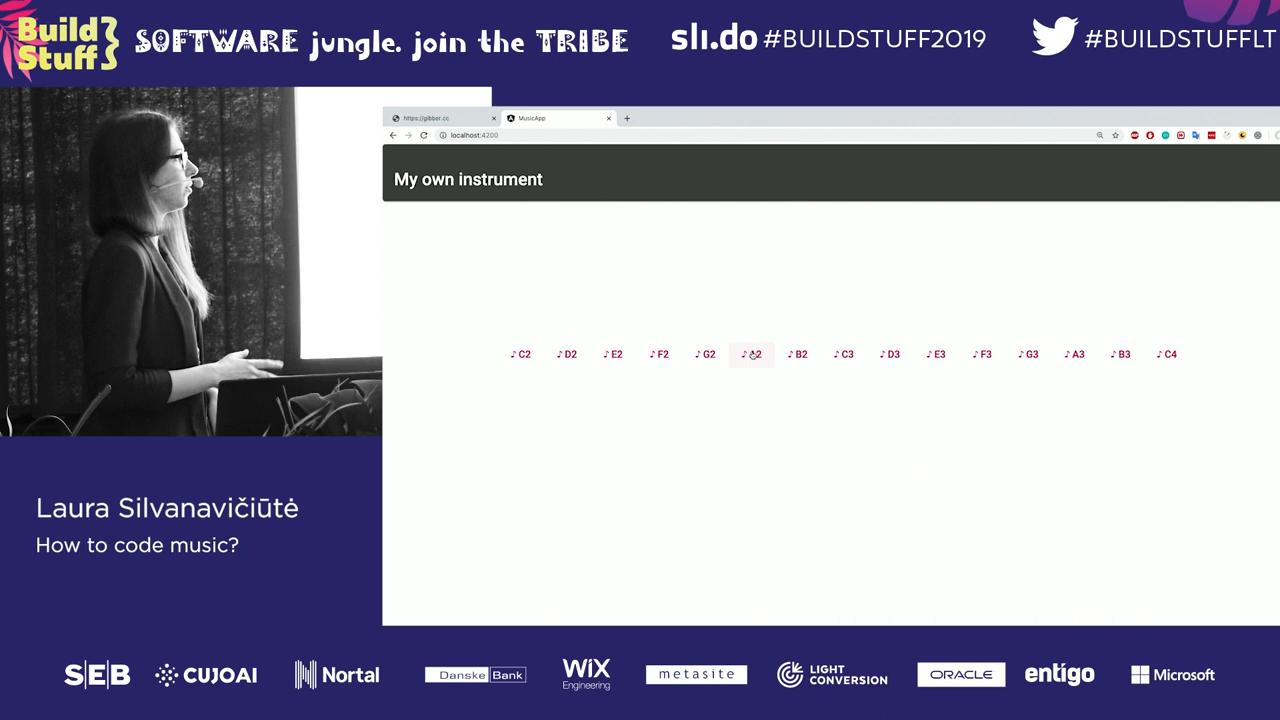 Build Stuff
SOFTWARE jungle. join the TRIBE
sli.do #BUILDSTUFF2019
#BUILDSTUFFLT
https://gibber.cc
MusicApp
localhost:4200
My own instrument
♪ C2 ♪ D2 ♪ E2 ♪ F2 ♪ G2 ♪ ♪ B2 ♪ C3 ♪ D3 ♪ E3 ♪ F3 ♪ G3 ♪ A3 ♪ B3 ♪ C4
Laura Silvanavičiūtė
How to code music?
SEB
CUJOAI
Nortal
Danske Bank
WiX Engineering
metasite
LIGHT CONVERSION
ORACLE
entigo
Microsoft